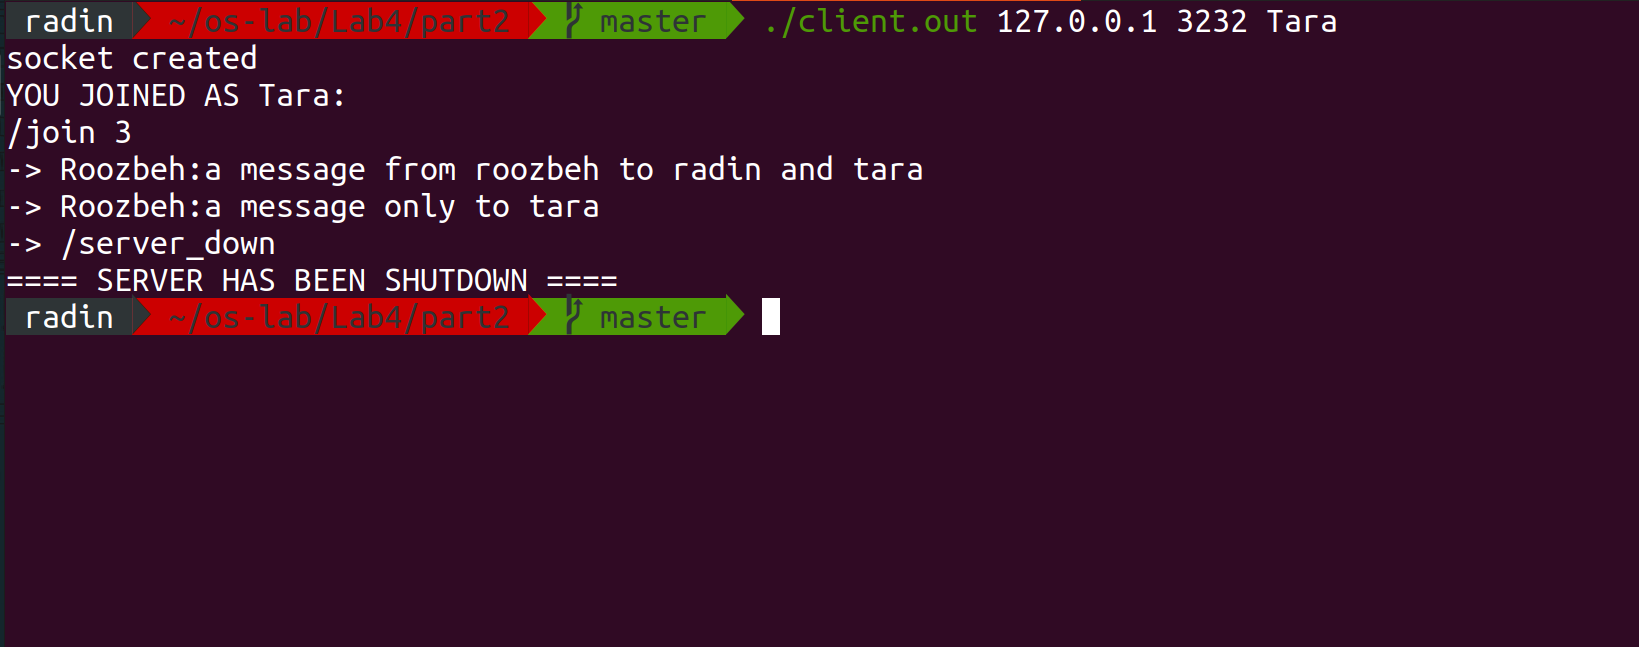 radin ~/os-lab/Lab4/part2 master ./client.out 127.0.0.1 3232 Tara
socket created
YOU JOINED AS Tara:
/join 3
-> Roozbeh:a message from roozbeh to radin and tara
-> Roozbeh:a message only to tara
-> /server_down
==== SERVER HAS BEEN SHUTDOWN ====
radin ~/os-lab/Lab4/part2 master